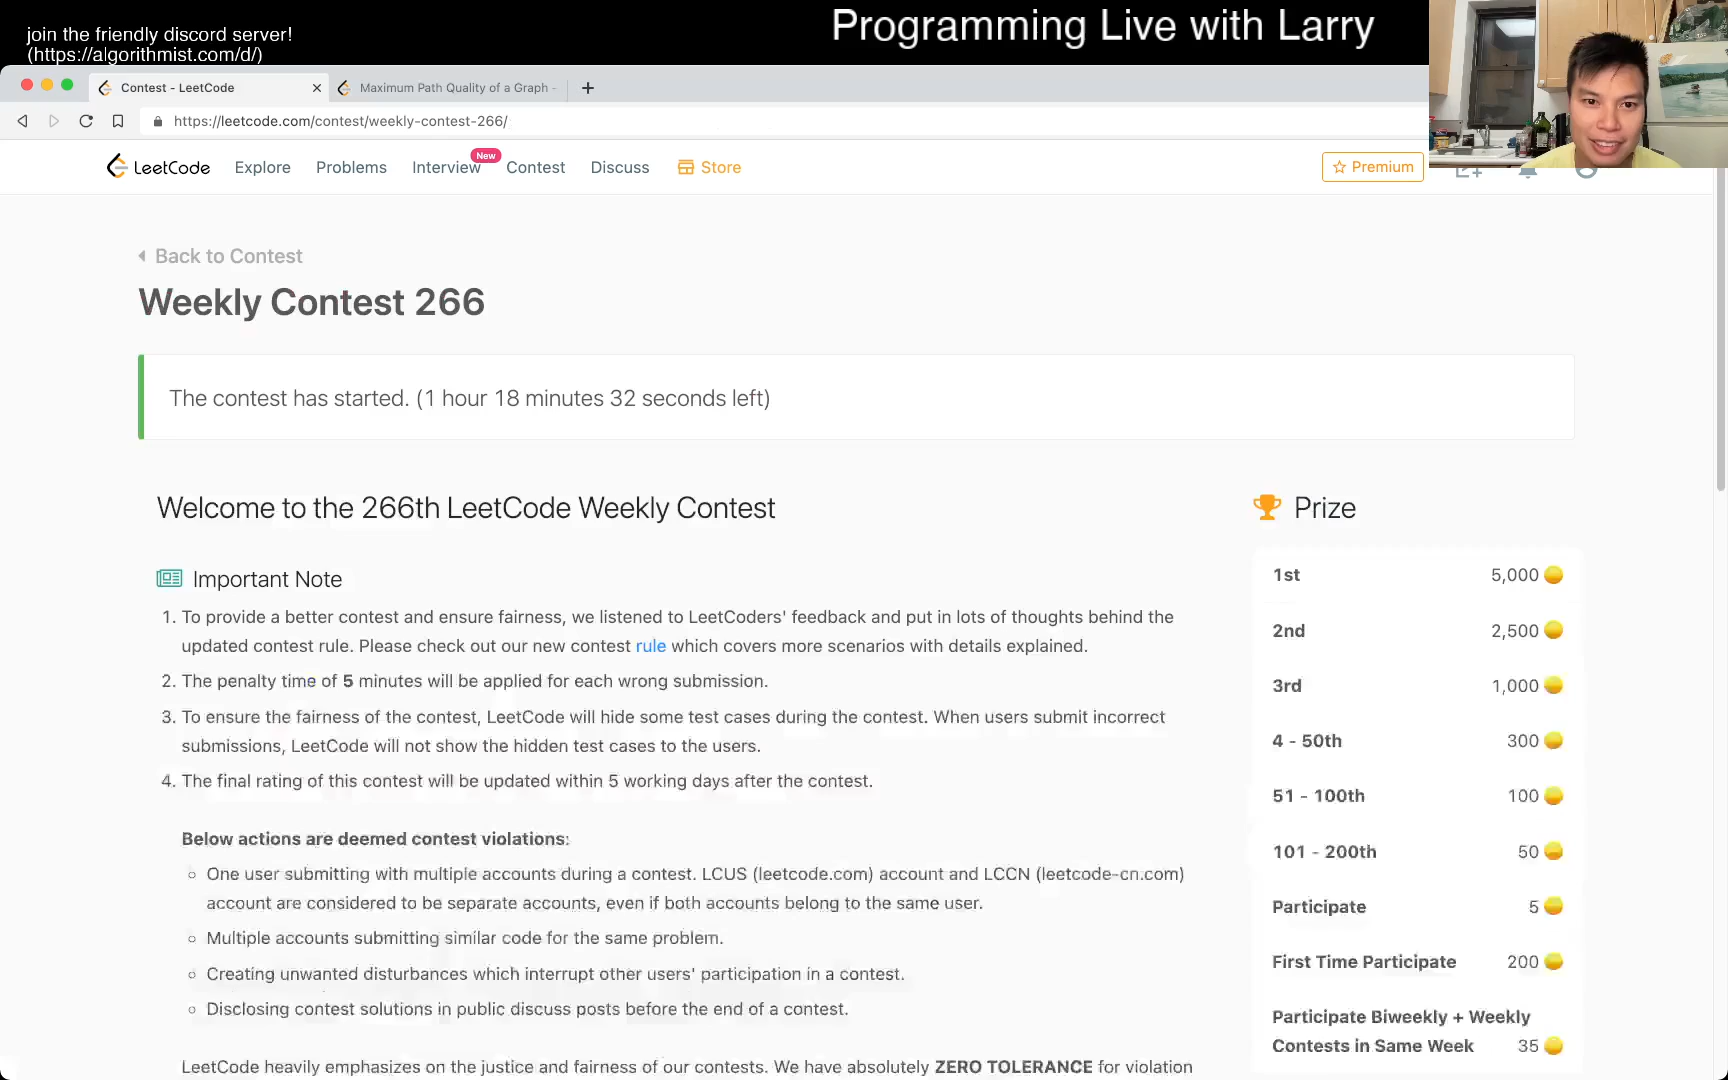 join the friendly discord server!
(https://algorithmist.com/d/)
Programming Live with Larry
Contest - LeetCode
Maximum Path Quality of a Graph -
https://leetcode.com/contest/weekly-contest-266/
LeetCode Explore Problems Interview New Contest Discuss Store Premium
Back to Contest
Weekly Contest 266
The contest has started. (1 hour 18 minutes 32 seconds left)
Welcome to the 266th LeetCode Weekly Contest
Important Note
1. To provide a better contest and ensure fairness, we listened to LeetCoders' feedback and put in lots of thoughts behind the
updated contest rule. Please check out our new contest rule which covers more scenarios with details explained.
2. The penalty time of 5 minutes will be applied for each wrong submission.
3. To ensure the fairness of the contest, LeetCode will hide some test cases during the contest. When users submit incorrect
submissions, LeetCode will not show the hidden test cases to the users.
4. The final rating of this contest will be updated within 5 working days after the contest.
Below actions are deemed contest violations:
One user submitting with multiple accounts during a contest. LCUS (leetcode.com) account and LCCN (leetcode-cn.com)
account are considered to be separate accounts, even if both accounts belong to the same user.
Multiple accounts submitting similar code for the same problem.
Creating unwanted disturbances which interrupt other users' participation in a contest.
Disclosing contest solutions in public discuss posts before the end of a contest.
LeetCode heavily emphasizes on the justice and fairness of our contests. We have absolutely ZERO TOLERANCE for violation
Prize
1st 5,000
2nd 2,500
3rd 1,000
4 - 50th 300
51 - 100th 100
101 - 200th 50
Participate 5
First Time Participate 200
Participate Biweekly + Weekly
Contests in Same Week 35